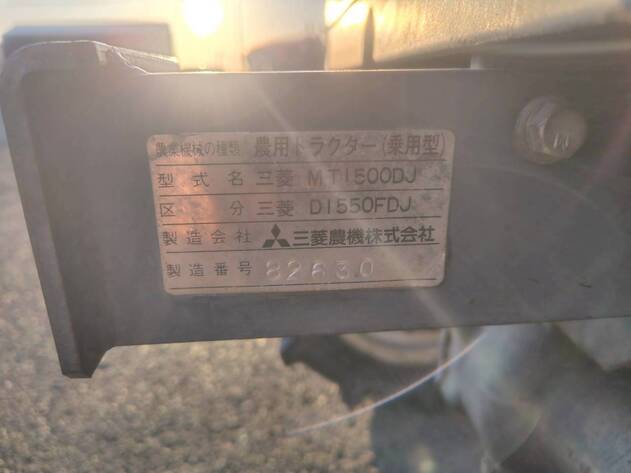 農業機械の種類 農用トラクター(乗用型)
型式名 三菱 MT1500DJ
区分 三菱 D1550FDJ
製造会社 三菱農機株式会社
製造番号 82630